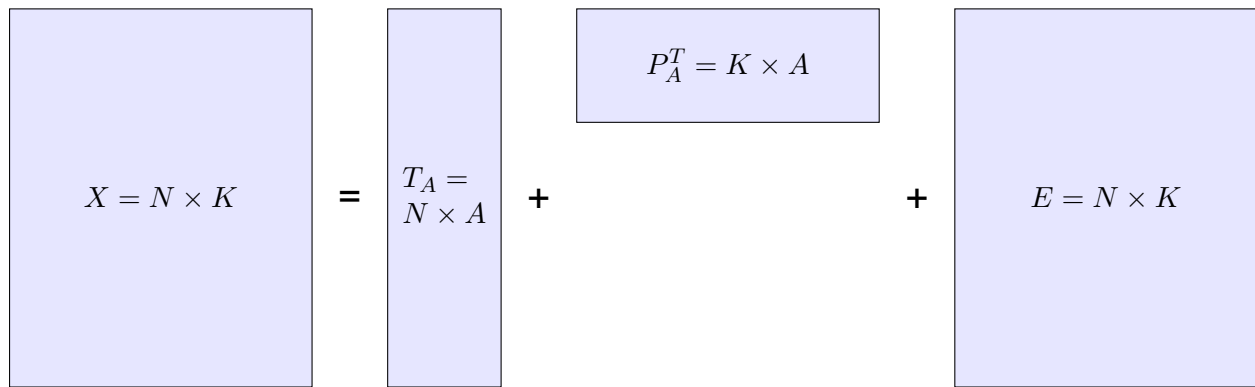 X = N × K
=
T_A =
N × A
+
P_A^T = K × A
+
E = N × K